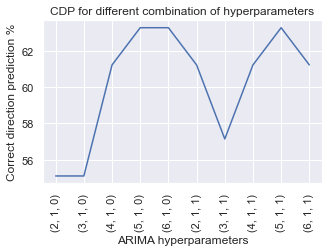 CDP for different combination of hyperparameters
Correct direction prediction %
62
60
58
56
(2, 1, 0)
(3, 1, 0)
(4, 1, 0)
(5, 1, 0)
(6, 1, 0)
(2, 1, 1)
(3, 1, 1)
(4, 1, 1)
(5, 1, 1)
(6, 1, 1)
ARIMA hyperparameters